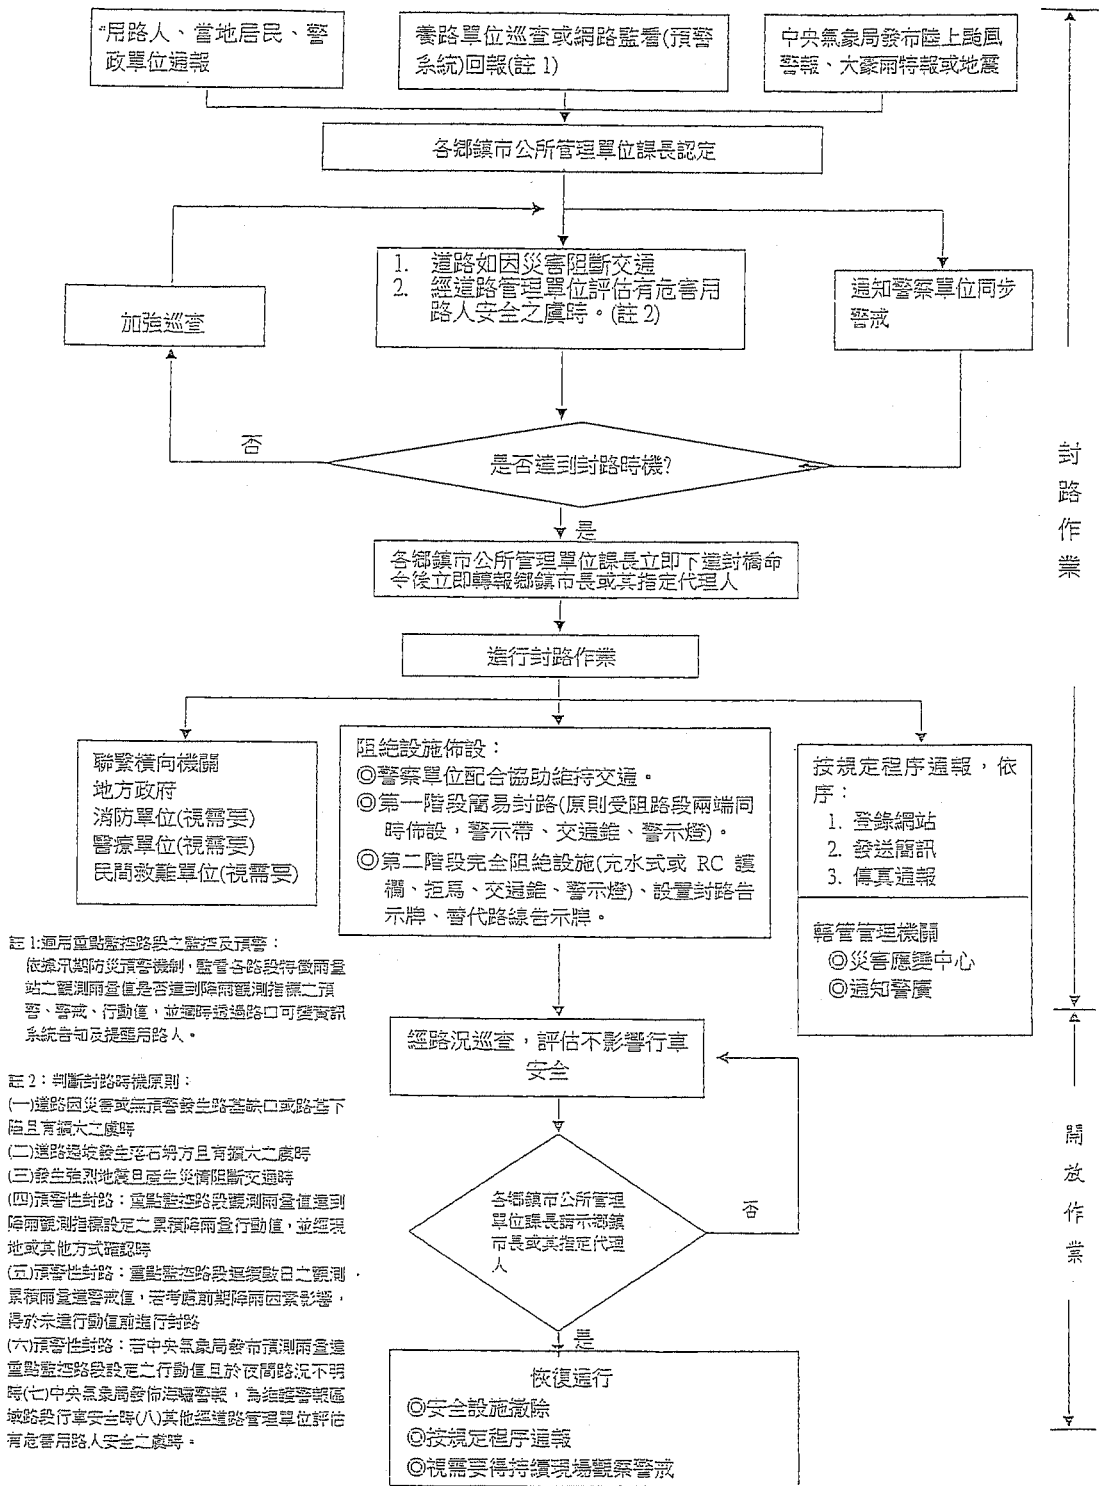 用路人、當地居民、警
政單位通報
養路單位巡查或網路監看(預警
系統)回報(註 1)
中央氣象局發布陸上颱風
警報、大豪雨特報或地震
各鄉鎮市公所管理單位課長認定
1. 道路如因災害阻斷交通
2. 經道路管理單位評估有危害用
路人安全之虞時。(註 2)
加強巡查
通知警察單位同步
警戒
否
是否達到封路時機?
是
封路作業
各鄉鎮市公所管理單位課長立即下達封橋命
令後立即轉報鄉鎮市長或其指定代理人
進行封路作業
聯繫橫向機關
地方政府
消防單位(視需要)
醫療單位(視需要)
民間救難單位(視需要)
阻絕設施佈設:
◎警察單位配合協助維持交通。
◎第一階段簡易封路(原則受阻路段兩端同
時佈設,警示帶、交通錐、警示燈)。
◎第二階段完全阻絕設施(充水式或 RC 護
欄、拒馬、交通錐、警示燈)、設置封路告
示牌、替代路線告示牌。
按規定程序通報,依
序:
1. 登錄網站
2. 發送簡訊
3. 傳真通報
轄管管理機關
◎災害應變中心
◎通知警廣
註 1:適用重點監控路段之監控及預警:
依據汛期防災預警機制,監看各路段特徵雨量
站之觀測雨量值是否達到降雨觀測指標之預
警、警戒、行動值,並適時透過路口可變資訊
系統告知及提醒用路人。
註 2:判斷封路時機原則:
(一)道路因災害或無預警發生路基缺口或路基下
陷且有擴大之虞時
(二)道路邊坡發生落石坍方且有擴大之虞時
(三)發生強烈地震且產生災情阻斷交通時
(四)預警性封路:重點監控路段觀測雨量值達到
降雨觀測指標設定之累積降雨量行動值,並經現
地或其他方式確認時
(五)預警性封路:重點監控路段連續數日之觀測
累積雨量達警戒值,若考慮前期降雨因素影響,
得於未達行動值前進行封路
(六)預警性封路:若中央氣象局發布預測雨量達
重點監控路段設定之行動值且於夜間路況不明
時(七)中央氣象局發佈海嘯警報,為維護警報區
域路段行車安全時(八)其他經道路管理單位評估
有危害用路人安全之虞時。
經路況巡查,評估不影響行車
安全
各鄉鎮市公所管理
單位課長請示鄉鎮
市長或其指定代理
人
否
是
開放作業
恢復通行
◎安全設施撤除
◎按規定程序通報
◎視需要得持續現場觀察警戒